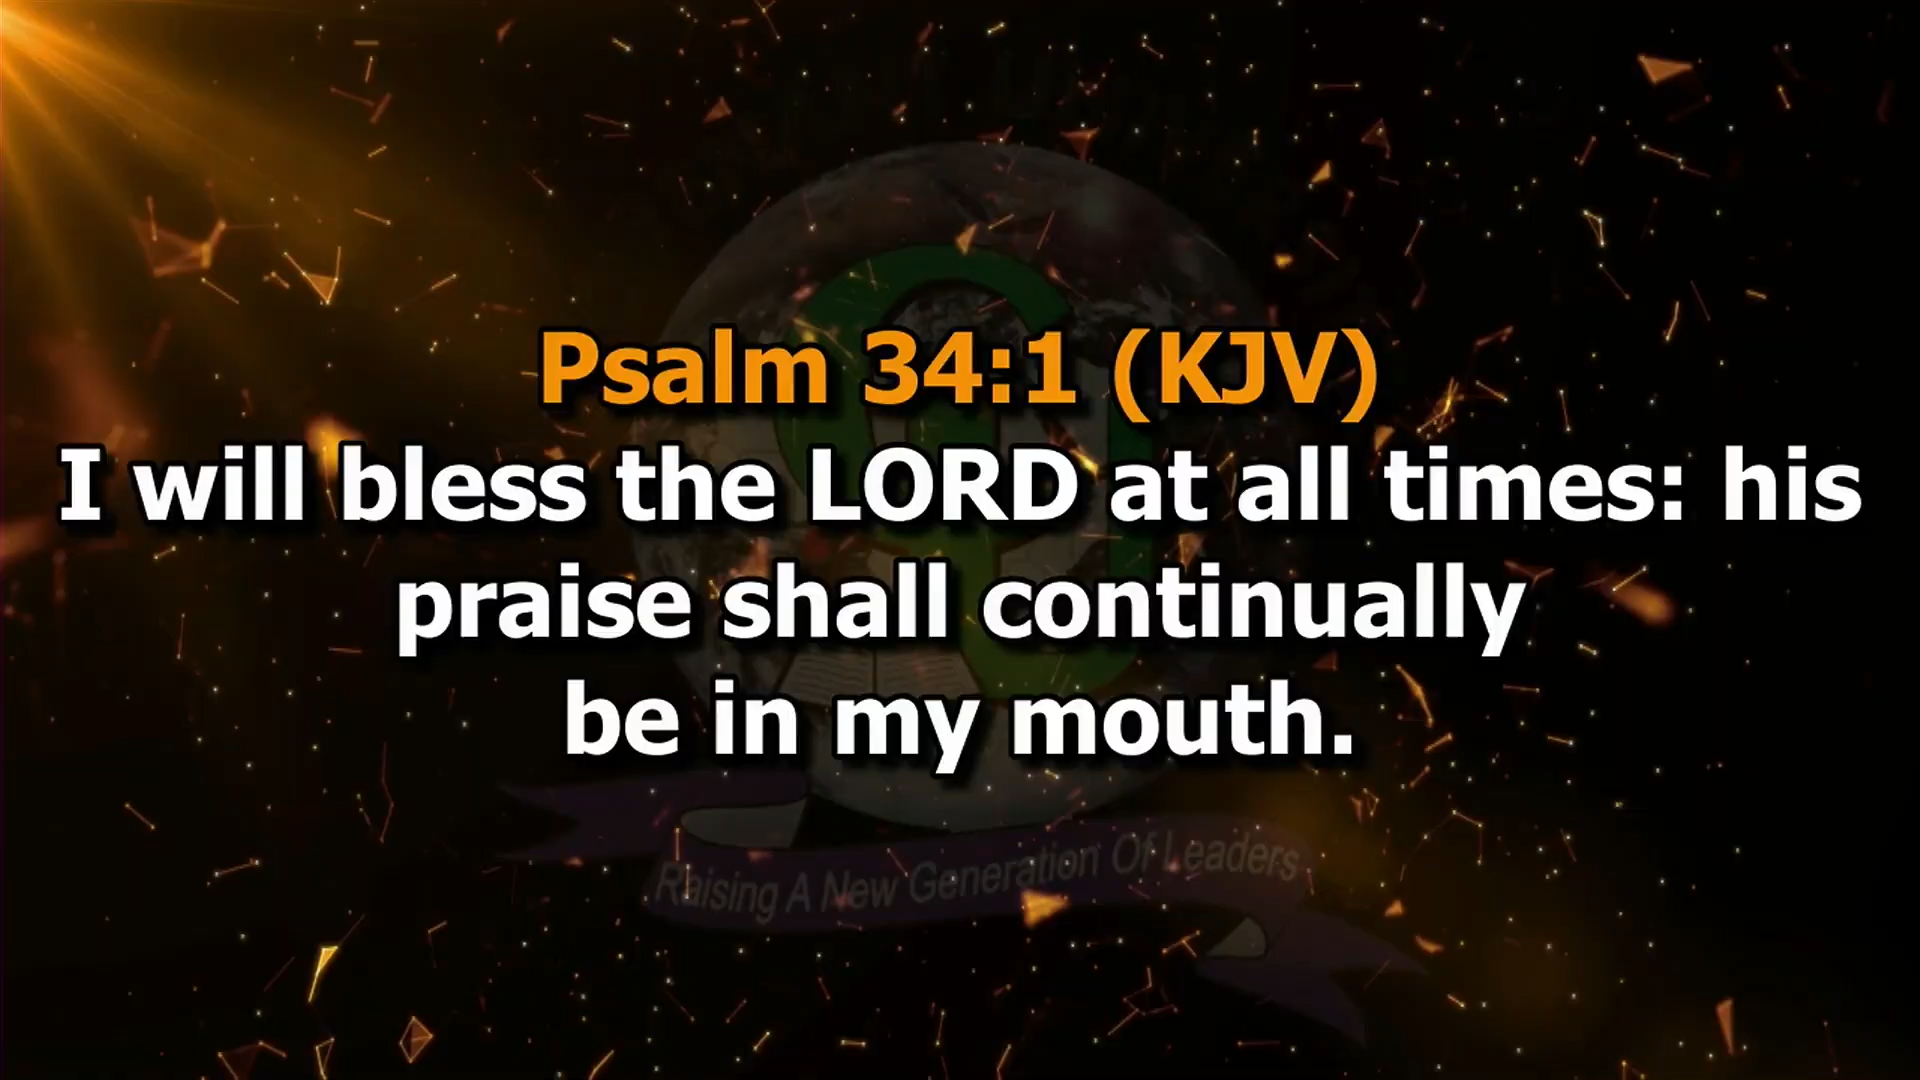 Psalm 34:1 (KJV)
I will bless the LORD at all times: his
praise shall continually
be in my mouth.
Raising A New Generation Of Leaders